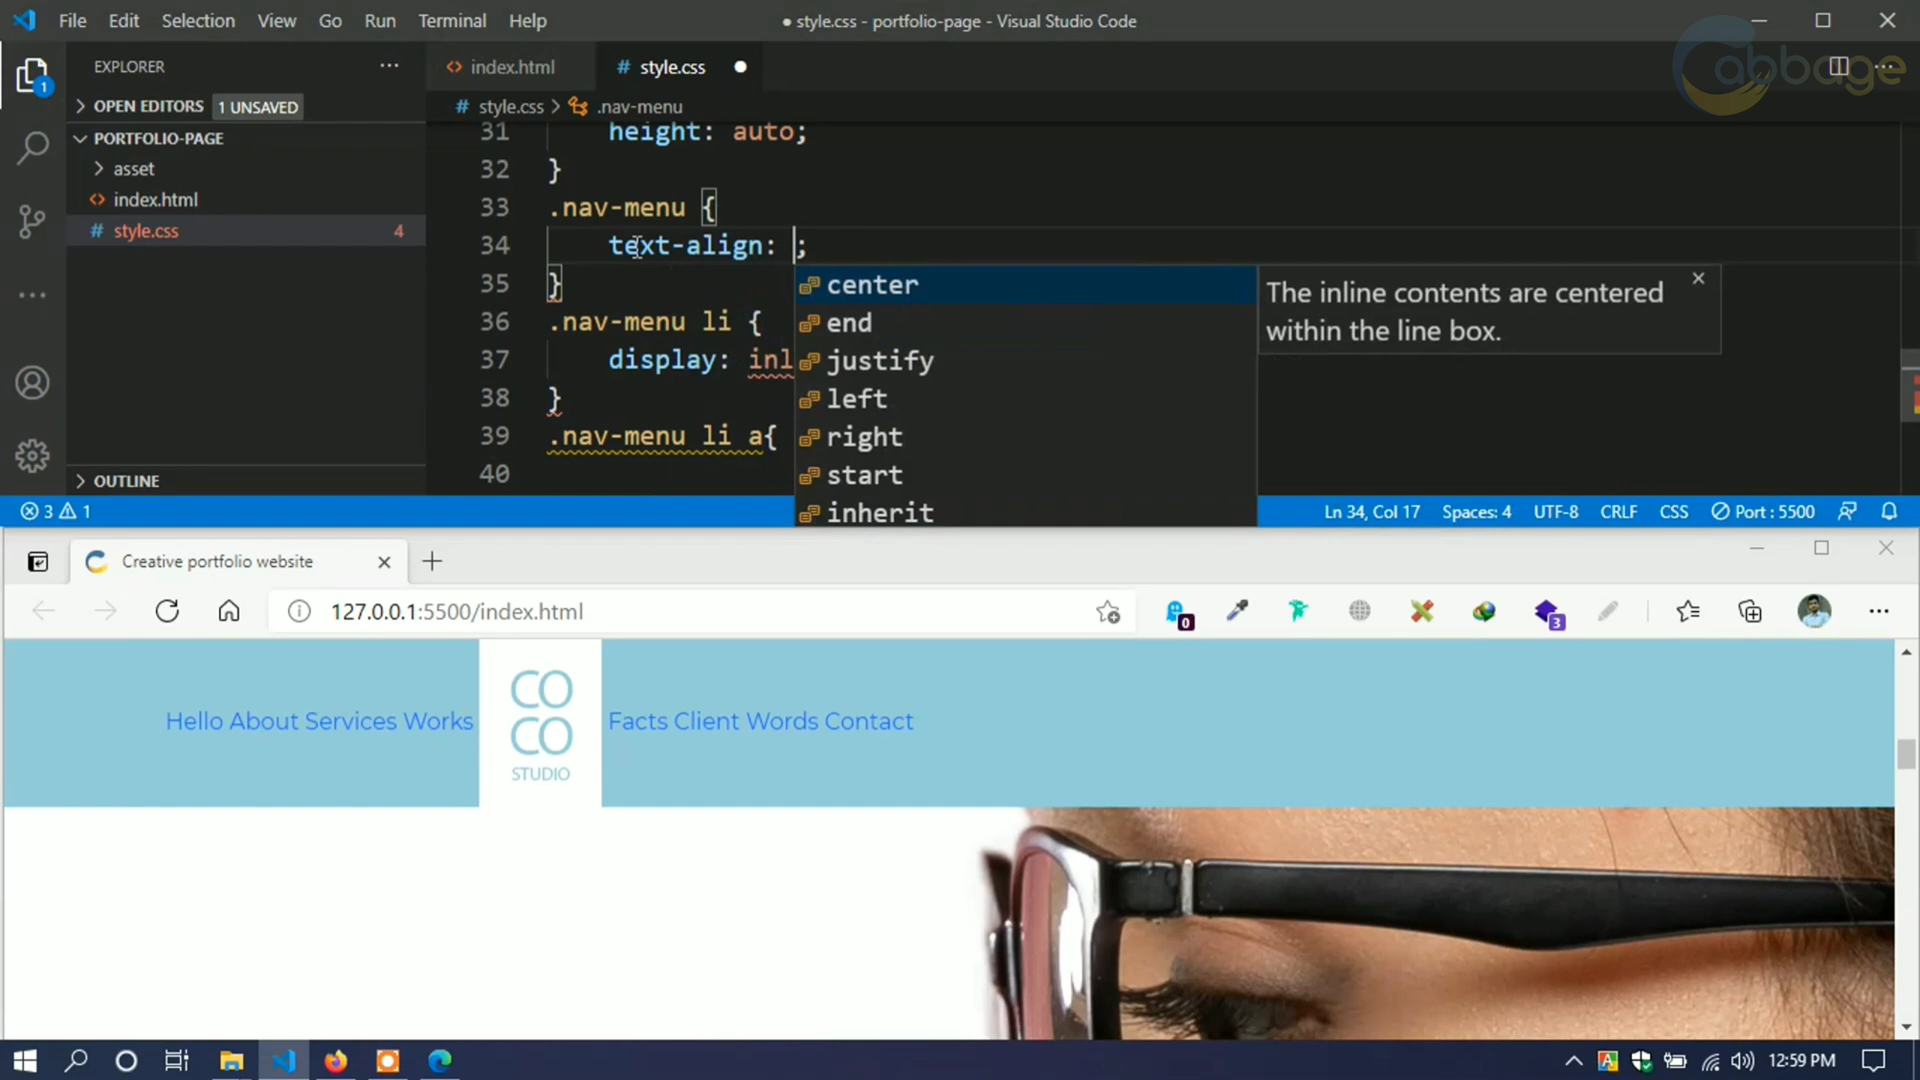 File Edit Selection View Go Run Terminal Help
● style.css - portfolio-page - Visual Studio Code
abbage
EXPLORER
1
OPEN EDITORS 1 UNSAVED
PORTFOLIO-PAGE
asset
index.html
style.css 4
OUTLINE
index.html
# style.css
# style.css > .nav-menu
31 height: auto;
32 }
33 .nav-menu {
34 text-align: ;
35 }
36 .nav-menu li {
37 display: inl
38 }
39 .nav-menu li a{
40
center
end
justify
left
right
start
inherit
The inline contents are centered
within the line box.
3 1
Ln 34, Col 17 Spaces: 4 UTF-8 CRLF CSS Port : 5500
Creative portfolio website
127.0.0.1:5500/index.html
0
3
Hello About Services Works
CO
CO
STUDIO
Facts Client Words Contact
A
12:59 PM